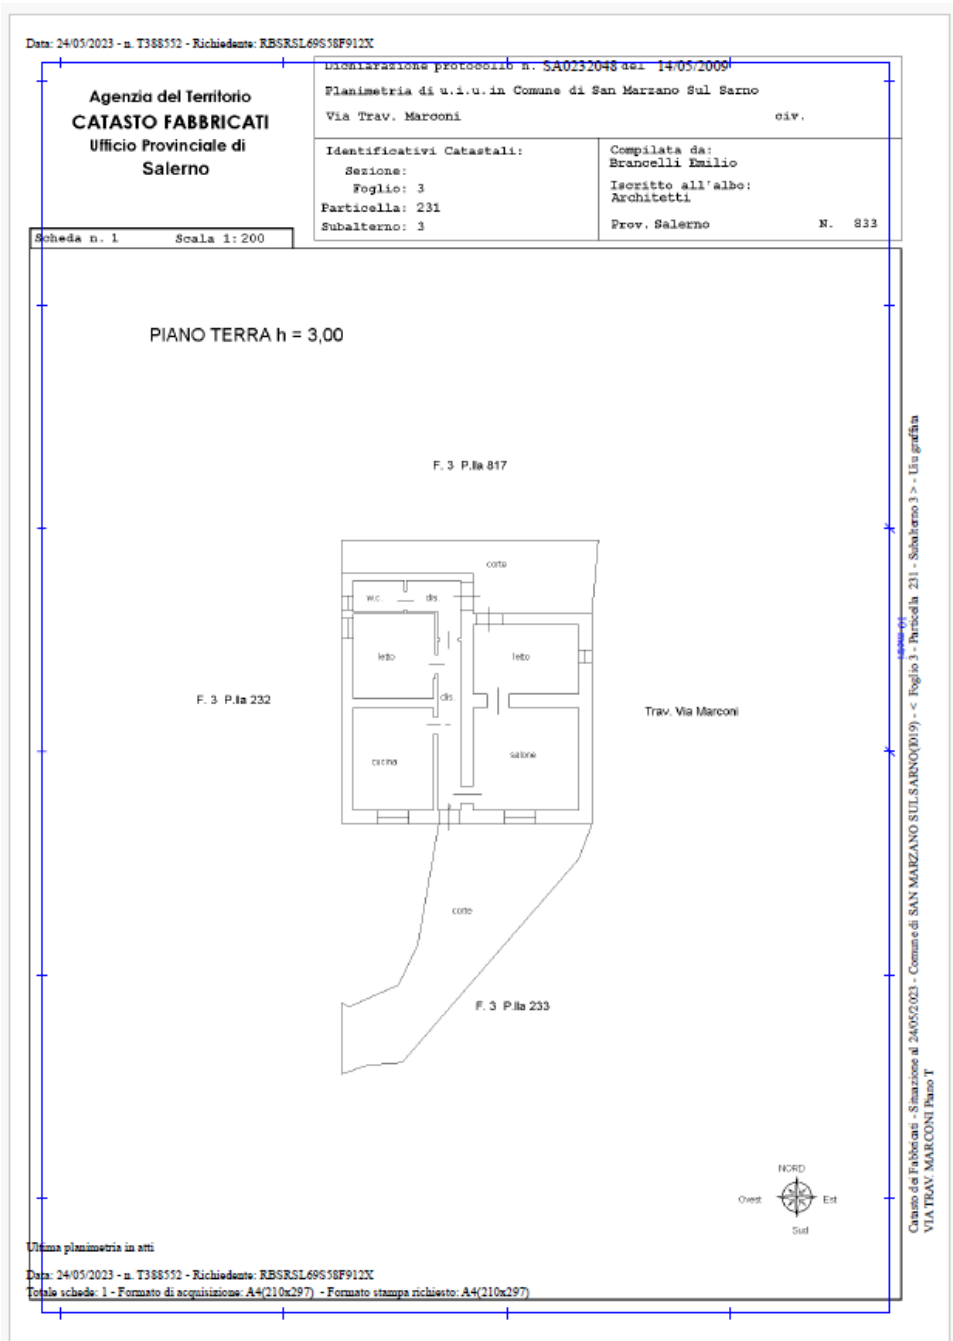 Data: 24/05/2023 - n. T388552 - Richiedente: RBSRSL69S58F912X
Agenzia del Territorio
CATASTO FABBRICATI
Ufficio Provinciale di
Salerno
Dichiarazione protocollo n. SA0232048 del 14/05/2009
Planimetria di u.i.u. in Comune di San Marzano Sul Sarno
Via Trav. Marconi civ.
Identificativi Catastali:
Sezione:
Foglio: 3
Particella: 231
Subalterno: 3
Compilata da:
Brancelli Emilio
Iscritto all'albo:
Architetti
Prov. Salerno N. 833
Scheda n. 1 Scala 1:200
PIANO TERRA h = 3,00
F. 3 P.lla 817
corte
w.c. dis.
letto letto
F. 3 P.lla 232
dis.
Trav. Via Marconi
cucina salone
corte
F. 3 P.lla 233
NORD
Ovest Est
Sud
Ultima planimetria in atti
Data: 24/05/2023 - n. T388552 - Richiedente: RBSRSL69S58F912X
Totale schede: 1 - Formato di acquisizione: A4(210x297) - Formato stampa richiesto: A4(210x297)
Catasto dei Fabbricati - Situazione al 24/05/2023 - Comune di SAN MARZANO SUL SARNO(I019) - < Foglio 3 - Particella 231 - Subalterno 3 > - Uiu graffata
VIA TRAV. MARCONI Piano T